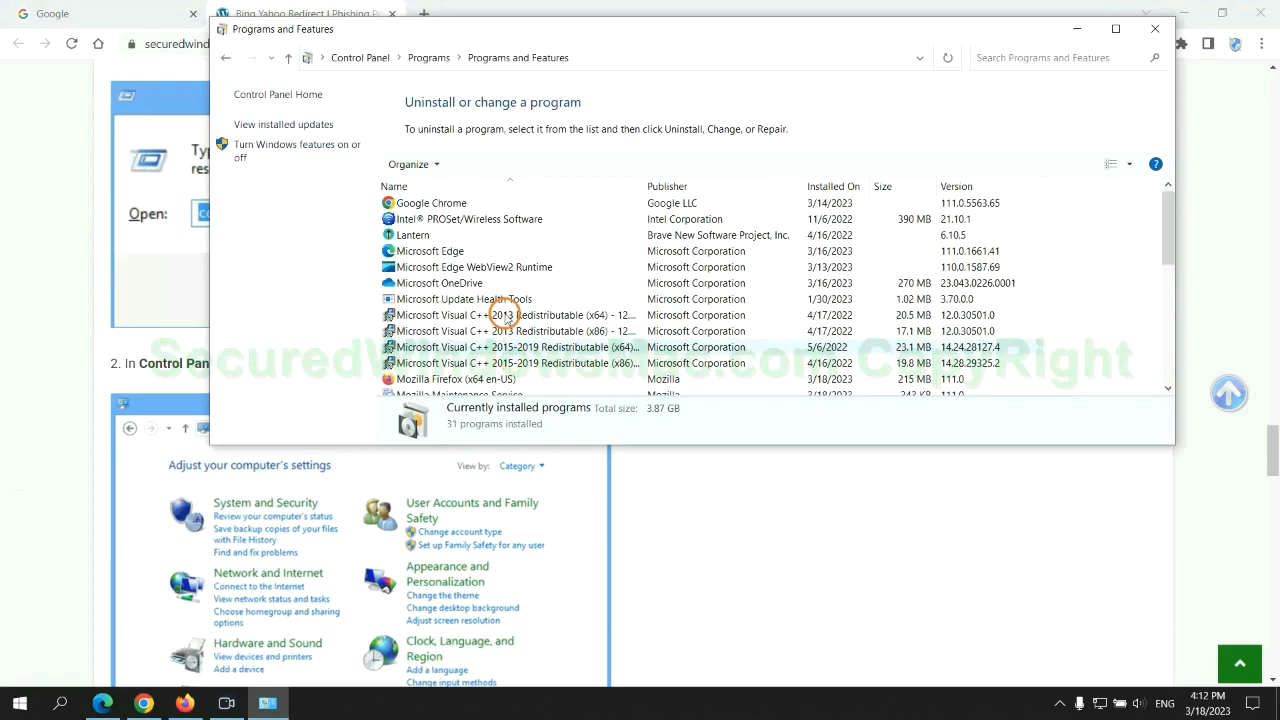 Google
Bing Yahoo Redirect | Phishing Pr
securedwind
Programs and Features
Control Panel > Programs > Programs and Features
Search Programs and Features
Control Panel Home
View installed updates
Turn Windows features on or
off
Uninstall or change a program
To uninstall a program, select it from the list and then click Uninstall, Change, or Repair.
Organize
Name Publisher Installed On Size Version
Google Chrome Google LLC 3/14/2023 111.0.5563.65
Intel® PROSet/Wireless Software Intel Corporation 11/6/2022 390 MB 21.10.1
Lantern Brave New Software Project, Inc. 4/16/2022 6.10.5
Microsoft Edge Microsoft Corporation 3/16/2023 111.0.1661.41
Microsoft Edge WebView2 Runtime Microsoft Corporation 3/13/2023 110.0.1587.69
Microsoft OneDrive Microsoft Corporation 3/16/2023 270 MB 23.043.0226.0001
Microsoft Update Health Tools Microsoft Corporation 1/30/2023 1.02 MB 3.70.0.0
Microsoft Visual C++ 2013 Redistributable (x64) - 12.... Microsoft Corporation 4/17/2022 20.5 MB 12.0.30501.0
Microsoft Visual C++ 2013 Redistributable (x86) - 12.... Microsoft Corporation 4/17/2022 17.1 MB 12.0.30501.0
Microsoft Visual C++ 2015-2019 Redistributable (x64)... Microsoft Corporation 5/6/2022 23.1 MB 14.24.28127.4
Microsoft Visual C++ 2015-2019 Redistributable (x86)... Microsoft Corporation 4/16/2022 19.8 MB 14.28.29325.2
Mozilla Firefox (x64 en-US) Mozilla 3/18/2023 215 MB 111.0
Mozilla Maintenance Service Mozilla 3/18/2023 343 KB 111.0
Currently installed programs Total size: 3.87 GB
31 programs installed
Ty
res
Open:
co
2. In Control Pan
Adjust your computer's settings
View by: Category
System and Security
Review your computer's status
Save backup copies of your files
with File History
Find and fix problems
Network and Internet
Connect to the Internet
View network status and tasks
Choose homegroup and sharing
options
Hardware and Sound
View devices and printers
Add a device
User Accounts and Family
Safety
Change account type
Set up Family Safety for any user
Appearance and
Personalization
Change the theme
Change desktop background
Adjust screen resolution
Clock, Language, and
Region
Add a language
Change input methods
ENG
4:12 PM
3/18/2023